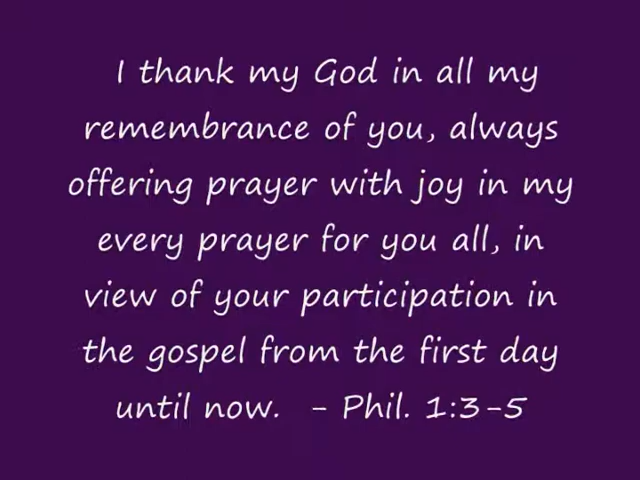 I thank my God in all my
remembrance of you, always
offering prayer with joy in my
every prayer for you all, in
view of your participation in
the gospel from the first day
until now.   - Phil. 1:3-5